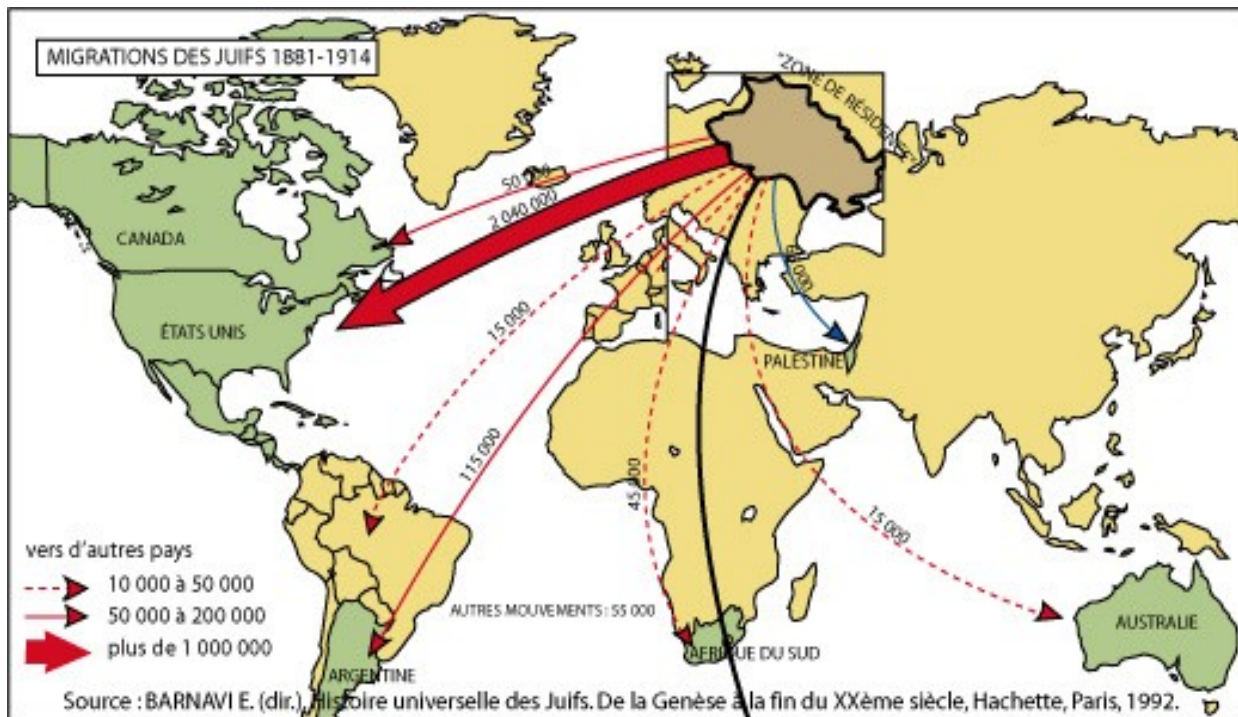 MIGRATIONS DES JUIFS 1881-1914
"ZONE DE RÉSIDEN
2 040 000
CANADA
ÉTATS UNIS
15 000
PALESTINE
115 000
45 000
15 000
vers d'autres pays
10 000 à 50 000
50 000 à 200 000
plus de 1 000 000
AUTRES MOUVEMENTS : 55 000
AUSTRALIE
AFRIQUE DU SUD
ARGENTINE
Source : BARNAVI E. (dir.), Histoire universelle des Juifs. De la Genèse à la fin du XXème siècle, Hachette, Paris, 1992.